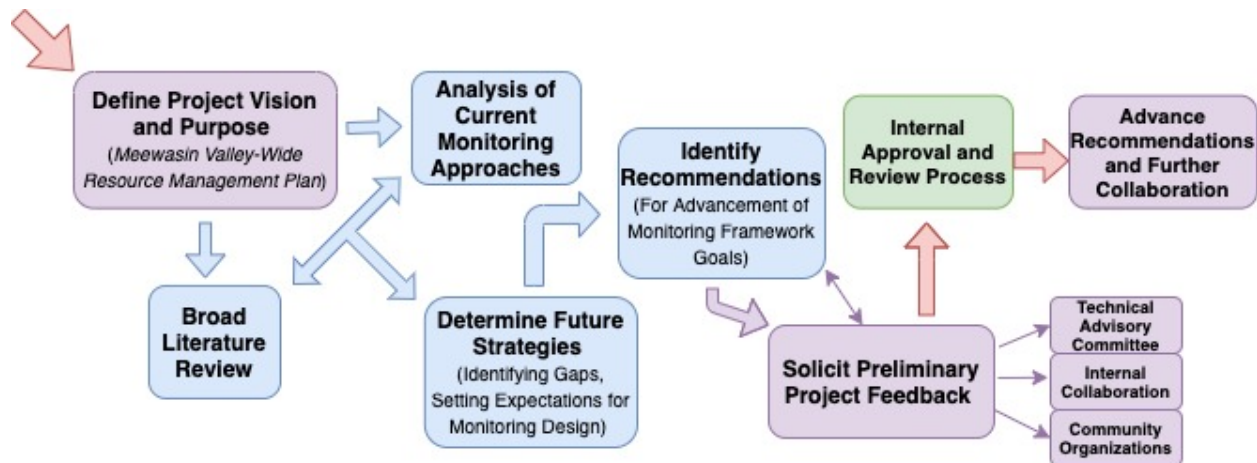 Define Project Vision
and Purpose
(Meewasin Valley-Wide
Resource Management Plan)
Analysis of
Current
Monitoring
Approaches
Broad
Literature
Review
Determine Future
Strategies
(Identifying Gaps,
Setting Expectations for
Monitoring Design)
Identify
Recommendations
(For Advancement of
Monitoring Framework
Goals)
Solicit Preliminary
Project Feedback
Technical
Advisory
Committee
Internal
Collaboration
Community
Organizations
Internal
Approval and
Review Process
Advance
Recommendations
and Further
Collaboration